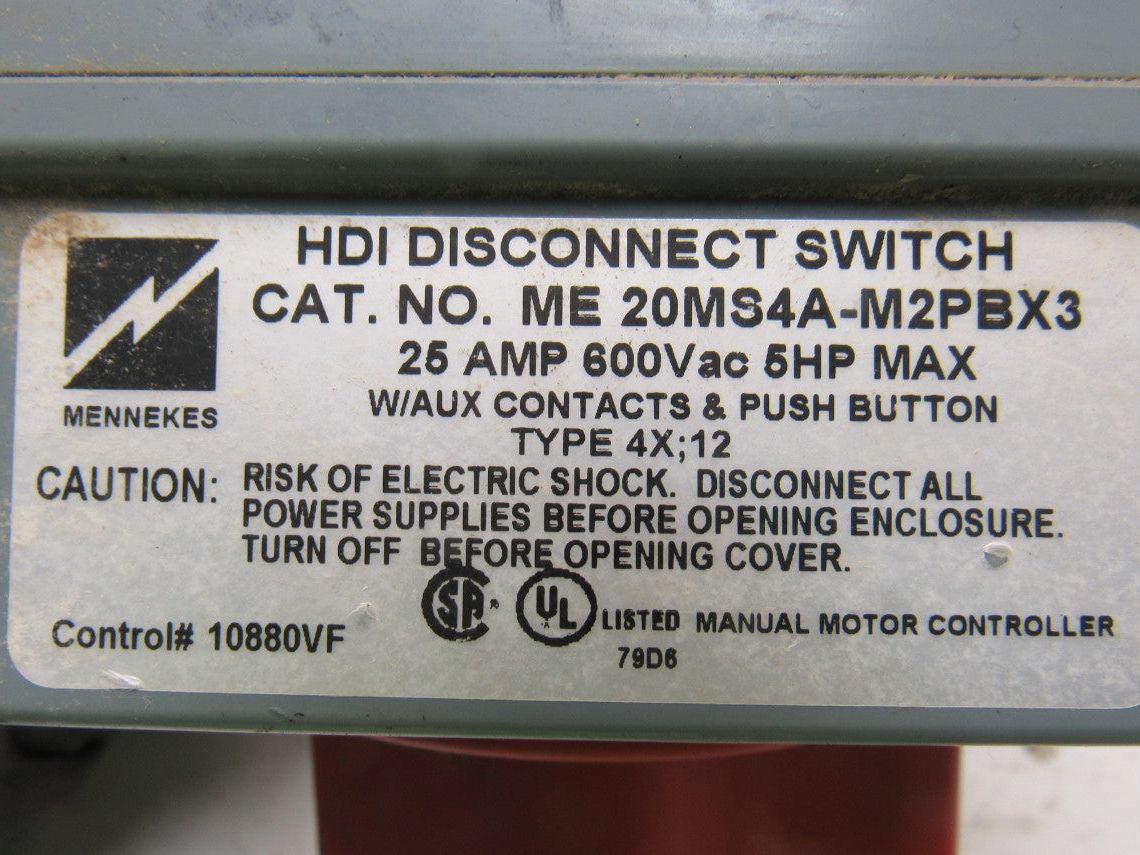 HDI DISCONNECT SWITCH
CAT. NO. ME 20MS4A-M2PBX3
25 AMP 600Vac 5HP MAX
MENNEKES
W/AUX CONTACTS & PUSH BUTTON
TYPE 4X;12
CAUTION: RISK OF ELECTRIC SHOCK. DISCONNECT ALL
POWER SUPPLIES BEFORE OPENING ENCLOSURE.
TURN OFF BEFORE OPENING COVER.
SA® UL LISTED MANUAL MOTOR CONTROLLER
79D6
Control# 10880VF